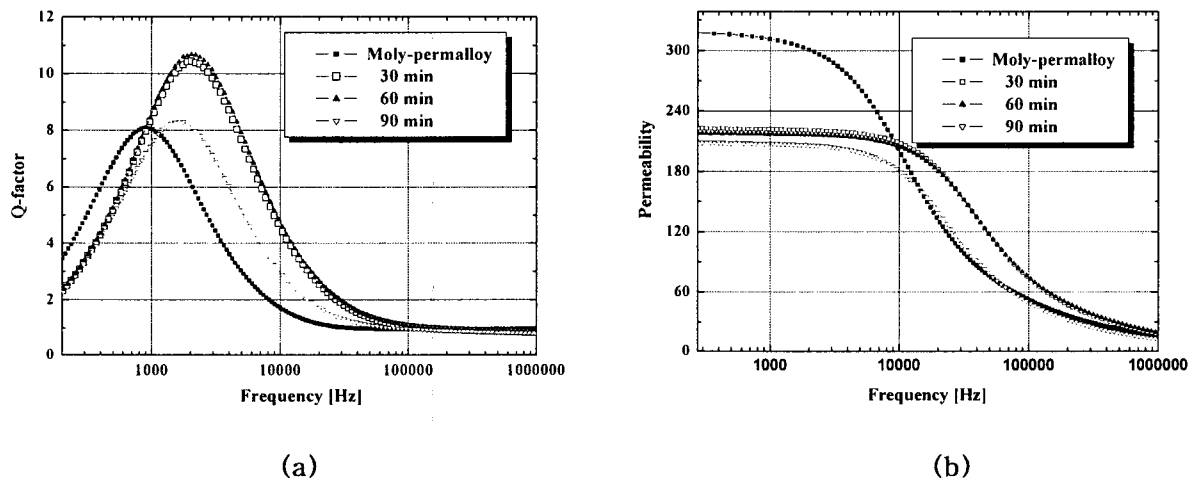 12
10
8
6
4
2
0
Q-factor
Moly-permalloy
30 min
60 min
90 min
1000
10000
100000
1000000
Frequency [Hz]
(a)
300
240
180
120
60
0
Permeability
Moly-permalloy
30 min
60 min
90 min
1000
10000
100000
1000000
Frequency [Hz]
(b)